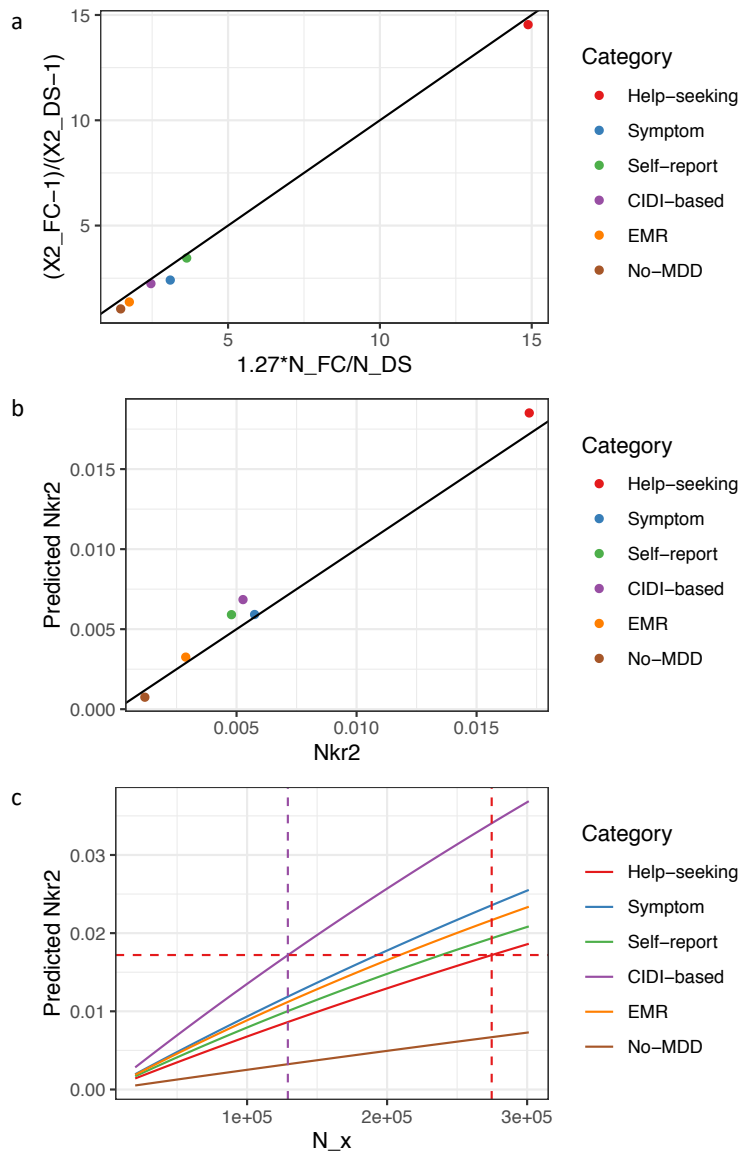 a
(X2_FC−1)/(X2_DS−1)
15
10
5
5
10
15
1.27*N_FC/N_DS
Category
Help−seeking
Symptom
Self−report
CIDI−based
EMR
No−MDD
b
Predicted Nkr2
0.015
0.010
0.005
0.000
0.005
0.010
0.015
Nkr2
Category
Help−seeking
Symptom
Self−report
CIDI−based
EMR
No−MDD
c
Predicted Nkr2
0.03
0.02
0.01
0.00
1e+05
2e+05
3e+05
N_x
Category
Help−seeking
Symptom
Self−report
CIDI−based
EMR
No−MDD